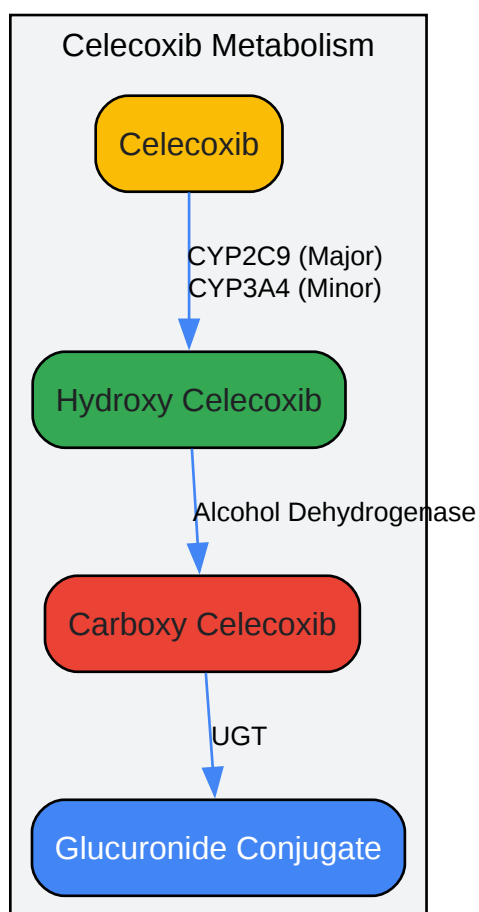 Celecoxib Metabolism
Celecoxib
CYP2C9 (Major)
CYP3A4 (Minor)
Hydroxy Celecoxib
Alcohol Dehydrogenase
Carboxy Celecoxib
UGT
Glucuronide Conjugate